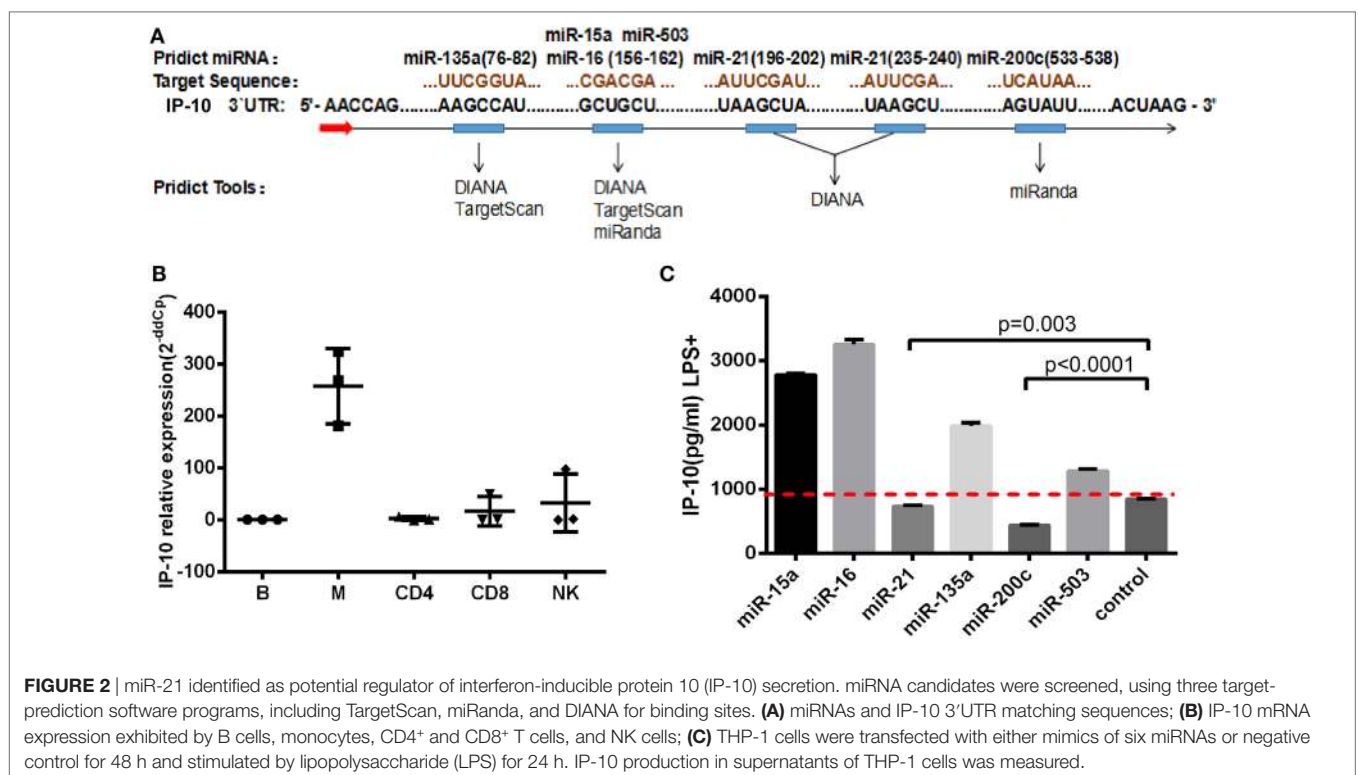 A
miR-15a miR-503
Pridict miRNA : miR-135a(76-82) miR-16 (156-162) miR-21(196-202) miR-21(235-240) miR-200c(533-538)
Target Sequence: ...UUCGGUA... ...CGACGA... ...AUUCGAU... ...AUUCGA... ...UCAUAA...
IP-10 3`UTR: 5'- AACCAG.......AAGCCAU..........GCUGCU..........UAAGCUA..........UAAGCU..........AGUAUU......ACUAAG - 3'
Pridict Tools :
DIANA
TargetScan
DIANA
TargetScan
miRanda
DIANA
miRanda
B
IP-10 relative expression(2-ddCp)
400
300
200
100
0
-100
B M CD4 CD8 NK
C
IP-10(pg/ml) LPS+
4000
3000
2000
1000
0
p=0.003
p<0.0001
miR-15a miR-16 miR-21 miR-135a miR-200c miR-503 control
FIGURE 2 | miR-21 identified as potential regulator of interferon-inducible protein 10 (IP-10) secretion. miRNA candidates were screened, using three target-
prediction software programs, including TargetScan, miRanda, and DIANA for binding sites. (A) miRNAs and IP-10 3′UTR matching sequences; (B) IP-10 mRNA
expression exhibited by B cells, monocytes, CD4+ and CD8+ T cells, and NK cells; (C) THP-1 cells were transfected with either mimics of six miRNAs or negative
control for 48 h and stimulated by lipopolysaccharide (LPS) for 24 h. IP-10 production in supernatants of THP-1 cells was measured.